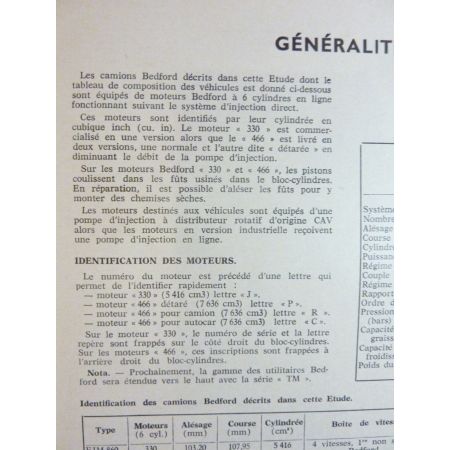 GÉNÉRALIT
Les camions Bedford décrits dans cette Etude dont le
tableau de composition des véhicules est donné ci-dessous
sont équipés de moteurs Bedford à 6 cylindres en ligne
fonctionnant suivant le système d'injection direct.
Ces moteurs sont identifiés par leur cylindrée en
cubique inch (cu. in.) Le moteur « 330 » est commer-
cialisé en une version alors que le « 466 » est livré en
deux versions, une normale et l'autre dite « détarée » en
diminuant le débit de la pompe d'injection.
Sur les moteurs Bedford « 330 » et « 466 », les pistons
coulissent dans les fûts usinés dans le bloc-cylindres.
En réparation, il est possible d'aléser les fûts pour y
monter des chemises sèches.
Les moteurs destinés aux véhicules sont équipés d'une
pompe d'injection à distributeur rotatif d'origine CAV
alors que les moteurs en version industrielle reçoivent
une pompe d'injection en ligne.
IDENTIFICATION DES MOTEURS.
Le numéro du moteur est précédé d'une lettre qui
permet de l'identifier rapidement :
— moteur « 330 » (5 416 cm3) lettre « J ».
— moteur « 466 » détaré (7 636 cm3) lettre « P ».
— moteur « 466 » pour camion (7 636 cm3) lettre « R ».
— moteur « 466 » pour autocar (7 636 cm3) lettre « C ».
Sur le moteur « 330 », le numéro de série et la lettre
repère sont frappés sur le côté droit du bloc-cylindres.
Sur les moteurs « 466 », ces inscriptions sont frappées à
l'arrière droit du bloc-cylindres.
Nota. — Prochainement, la gamme des utilitaires Bed-
ford sera étendue vers le haut avec la série « TM ».
Identification des camions Bedford décrits dans cette Etude.
Type Moteurs (6 cyl.) Alésage (mm) Course (mm) Cylindrée (cm³) Boîte de vites
330 103,20 107,95 5 416 4 vitesses, 1re non s
Système
Nombre
Alésage
Course
Cylindré
Puissanc
Régime
Couple
Régime
Rapport
Ordre d
Pression
(bars)
Capacité
graiss
Capacité
froidiss
Poids du